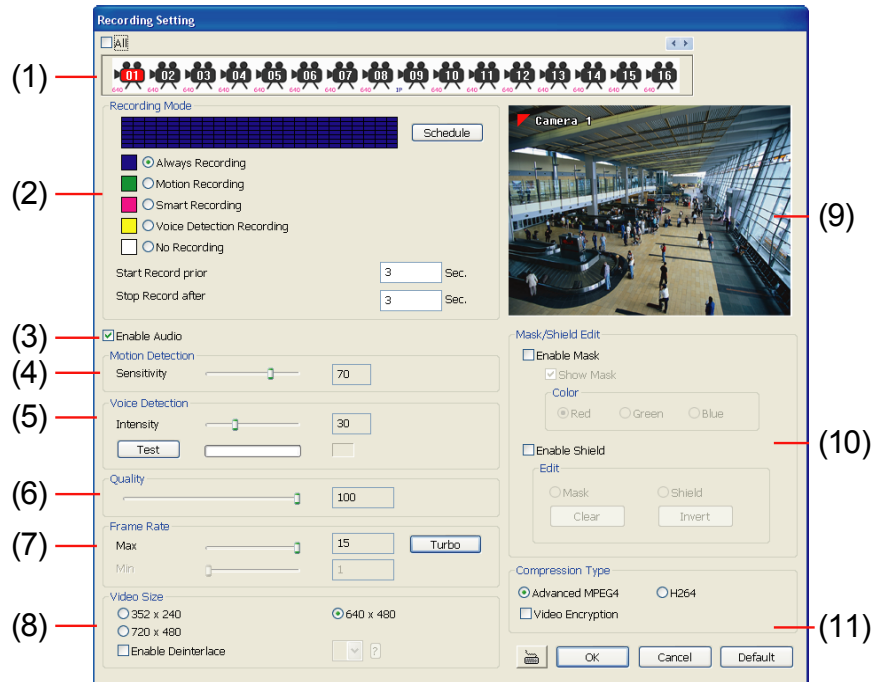 Recording Setting
All
(1)
01 02 03 04 05 06 07 08 09 10 11 12 13 14 15 16
640 640 640 640 640 640 640 640 IP 640 640 640 640 640 640 640
Recording Mode
Schedule
(2)
Always Recording
Motion Recording
Smart Recording
Voice Detection Recording
No Recording
Start Record prior 3 Sec.
Stop Record after 3 Sec.
Camera 1
(9)
(3)
Enable Audio
(4)
Motion Detection
Sensitivity 70
(5)
Voice Detection
Intensity 30
Test
(6)
Quality
100
(7)
Frame Rate
Max 15 Turbo
Min 1
(8)
Video Size
352 x 240 640 x 480
720 x 480
Enable Deinterlace ?
Mask/Shield Edit
Enable Mask
Show Mask
Color
Red Green Blue
(10)
Enable Shield
Edit
Mask Shield
Clear Invert
Compression Type
Advanced MPEG4 H264
Video Encryption
(11)
OK Cancel Default